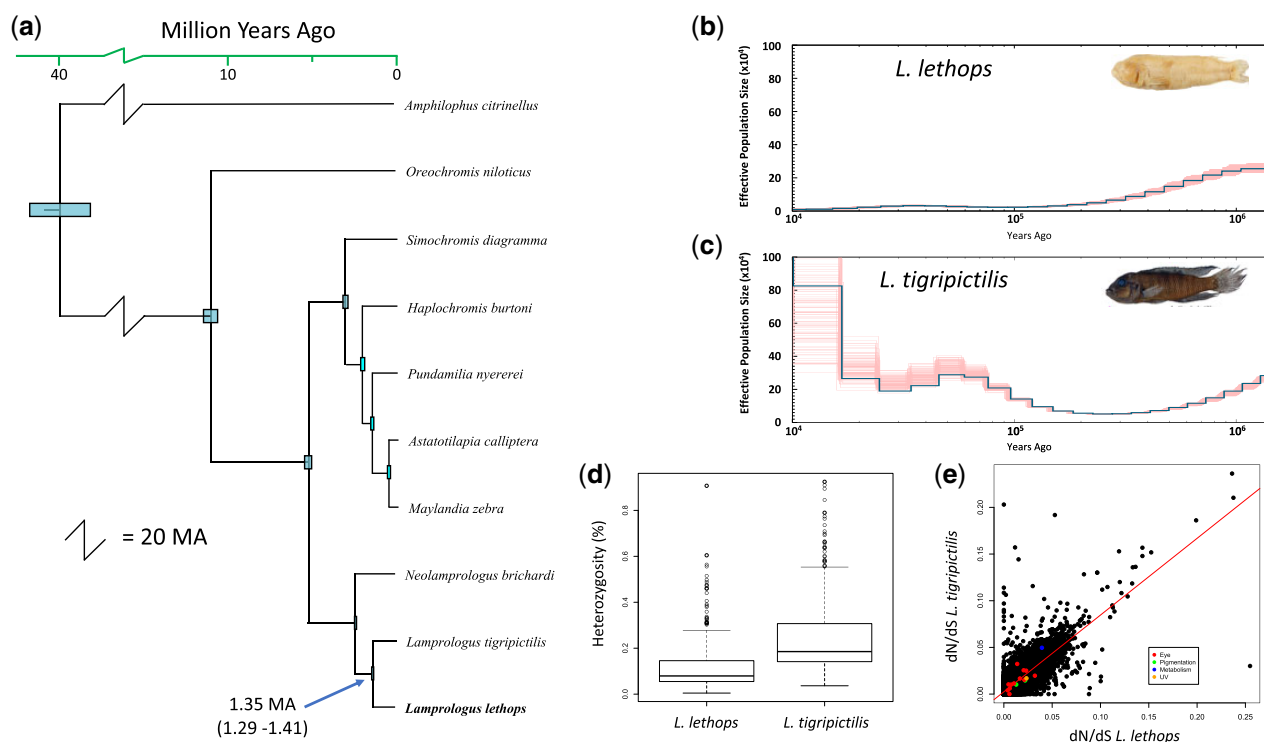 (a)
Million Years Ago
40
10
0
Amphilophus citrinellus
Oreochromis niloticus
Simochromis diagramma
Haplochromis burtoni
Pundamilia nyererei
Astatotilapia calliptera
Maylandia zebra
= 20 MA
Neolamprologus brichardi
Lamprologus tigripictilis
1.35 MA
(1.29 -1.41)
Lamprologus lethops
(b)
L. lethops
Effective Population Size (x10⁴)
100
80
60
40
20
0
10⁴
10⁵
10⁶
Years Ago
(c)
L. tigripictilis
Effective Population Size (x10⁴)
100
80
60
40
20
0
10⁴
10⁵
10⁶
Years Ago
(d)
Heterozygosity (%)
0.8
0.6
0.4
0.2
0.0
L. lethops
L. tigripictilis
(e)
dN/dS L. tigripictilis
0.20
0.15
0.10
0.05
0.00
Eye
Pigmentation
Metabolism
UV
0.00
0.05
0.10
0.15
0.20
0.25
dN/dS L. lethops